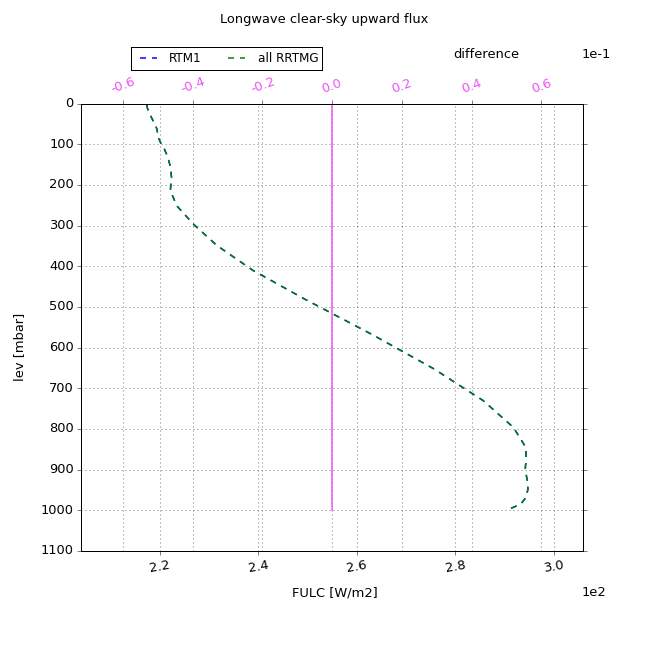 Longwave clear-sky upward flux
RTM1 all RRTMG
difference 1e-1
-0.6 -0.4 -0.2 0.0 0.2 0.4 0.6
0
100
200
300
400
500
600
700
800
900
1000
1100
lev [mbar]
2.2 2.4 2.6 2.8 3.0
FULC [W/m2] 1e2